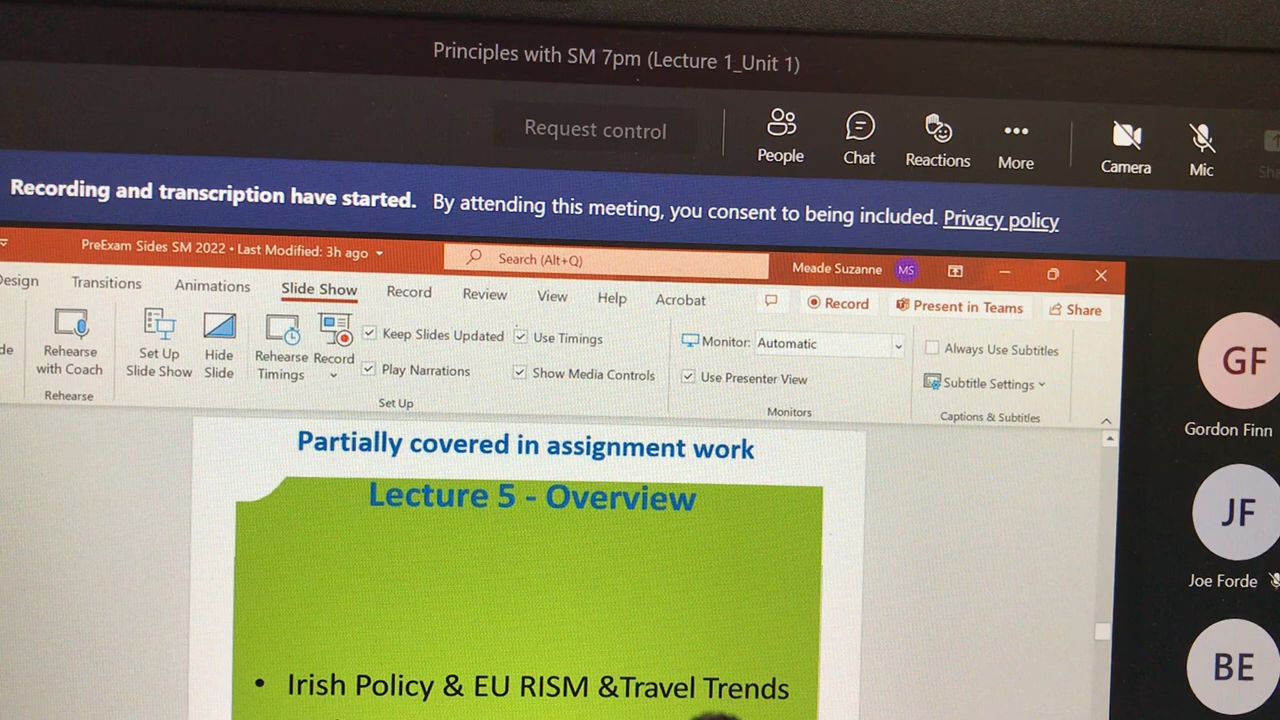 Principles with SM 7pm (Lecture 1_Unit 1)
Request control
People
Chat
Reactions
More
Camera
Mic
Recording and transcription have started. By attending this meeting, you consent to being included. Privacy policy
PreExam Sides SM 2022 • Last Modified: 3h ago
Search (Alt+Q)
Meade Suzanne
MS
Transitions
Animations
Slide Show
Record
Review
View
Help
Acrobat
Record
Present in Teams
Share
Rehearse
with Coach
Rehearse
Set Up
Slide Show
Hide
Slide
Rehearse
Timings
Record
Keep Slides Updated
Use Timings
Play Narrations
Show Media Controls
Set Up
Monitor: Automatic
Use Presenter View
Monitors
Always Use Subtitles
Subtitle Settings
Captions & Subtitles
Partially covered in assignment work
Lecture 5 - Overview
• Irish Policy & EU RISM &Travel Trends
GF
Gordon Finn
JF
Joe Forde
BE